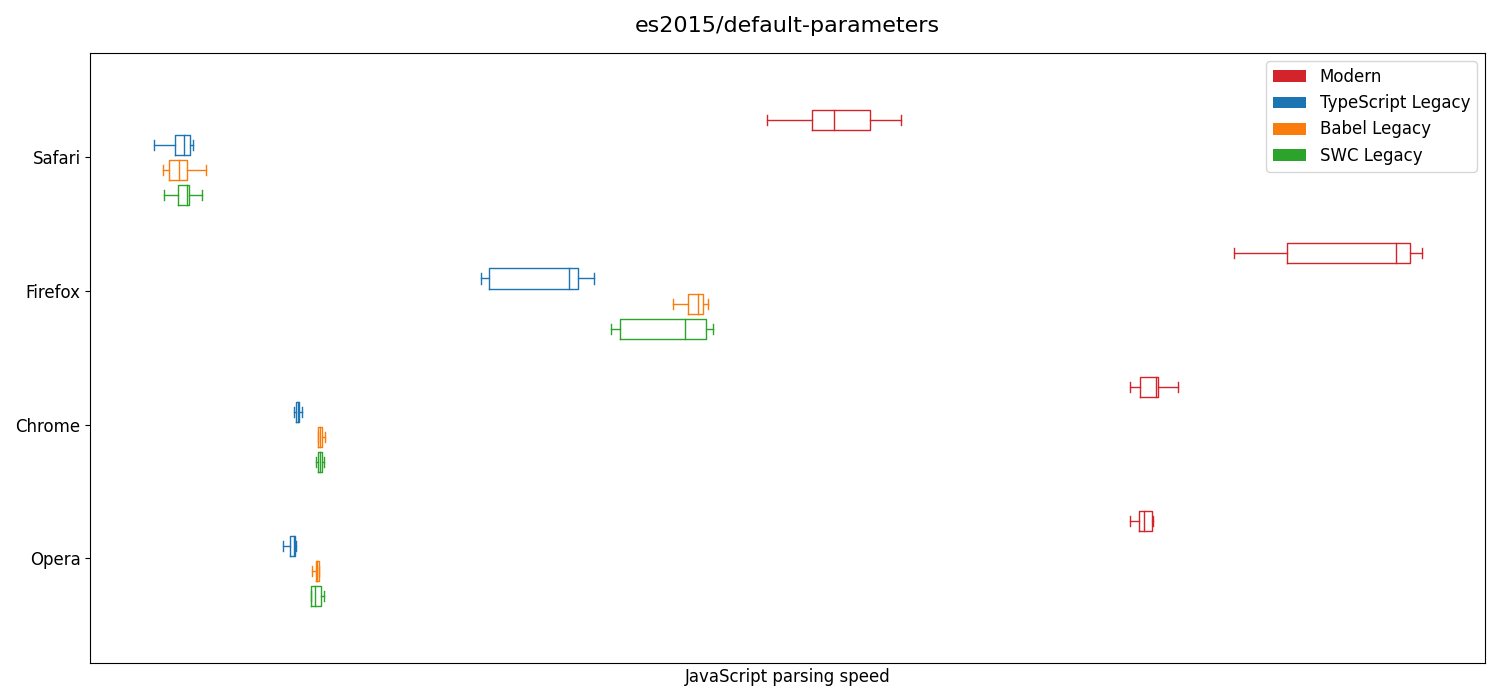 es2015/default-parameters
Modern
TypeScript Legacy
Babel Legacy
SWC Legacy
Safari
Firefox
Chrome
Opera
JavaScript parsing speed